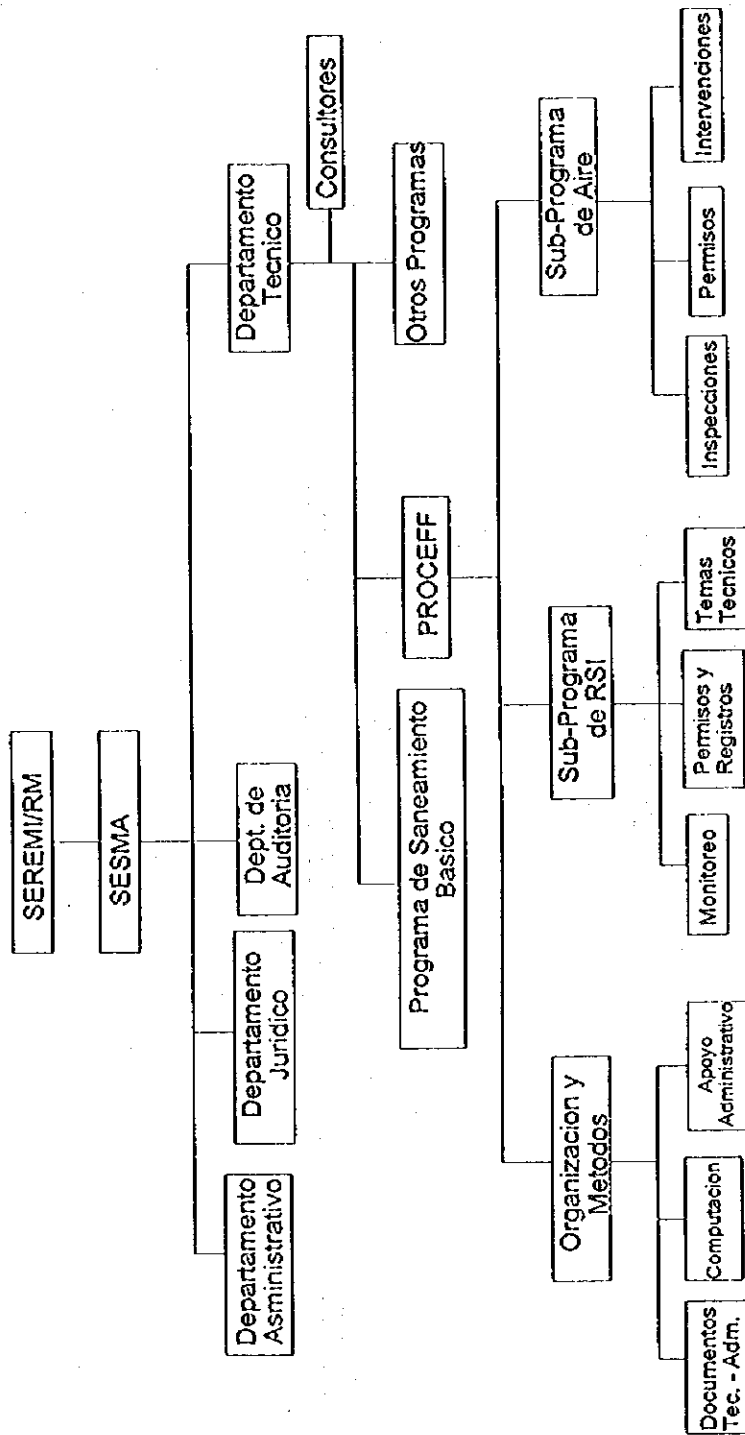 SEREMI/RM
SESMA
Departamento
Asministrativo
Departamento
Juridico
Dept. de
Auditoria
Departamento
Tecnico
Consultores
Programa de Saneamiento
Basico
PROCEFF
Otros Programas
Organizacion y
Metodos
Sub-Programa
de RSI
Sub-Programa
de Aire
Documentos
Tec. - Adm.
Computacion
Apoyo
Administrativo
Monitoreo
Permisos y
Registros
Temas
Tecnicos
Inspecciones
Permisos
Intervenciones